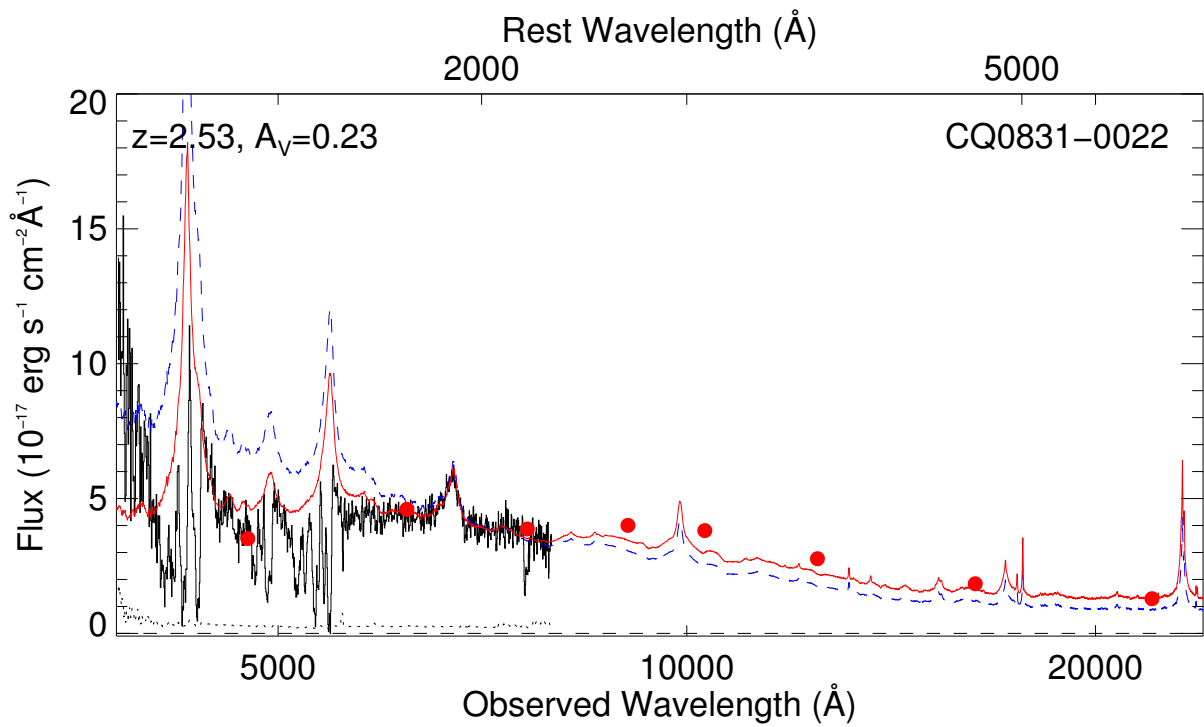 Rest Wavelength (Å)
2000 5000
z=2.53, A_V=0.23 CQ0831−0022
Flux (10⁻¹⁷ erg s⁻¹ cm⁻² Å⁻¹)
20
15
10
5
0
5000 10000 20000
Observed Wavelength (Å)